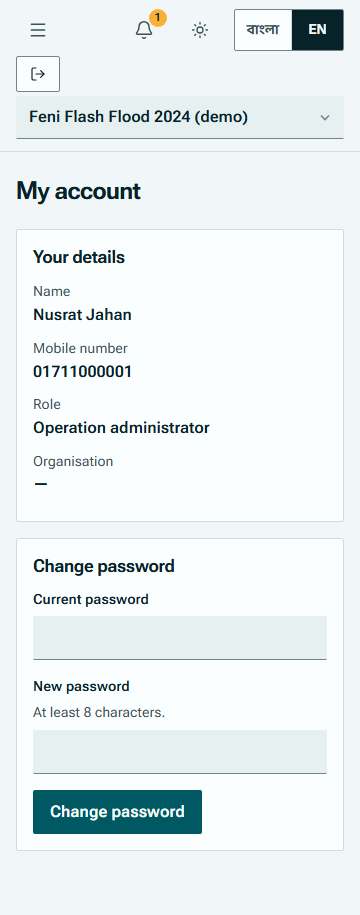 1
বাংলা
EN
Feni Flash Flood 2024 (demo)
My account
Your details
Name
Nusrat Jahan
Mobile number
01711000001
Role
Operation administrator
Organisation
—
Change password
Current password
New password
At least 8 characters.
Change password